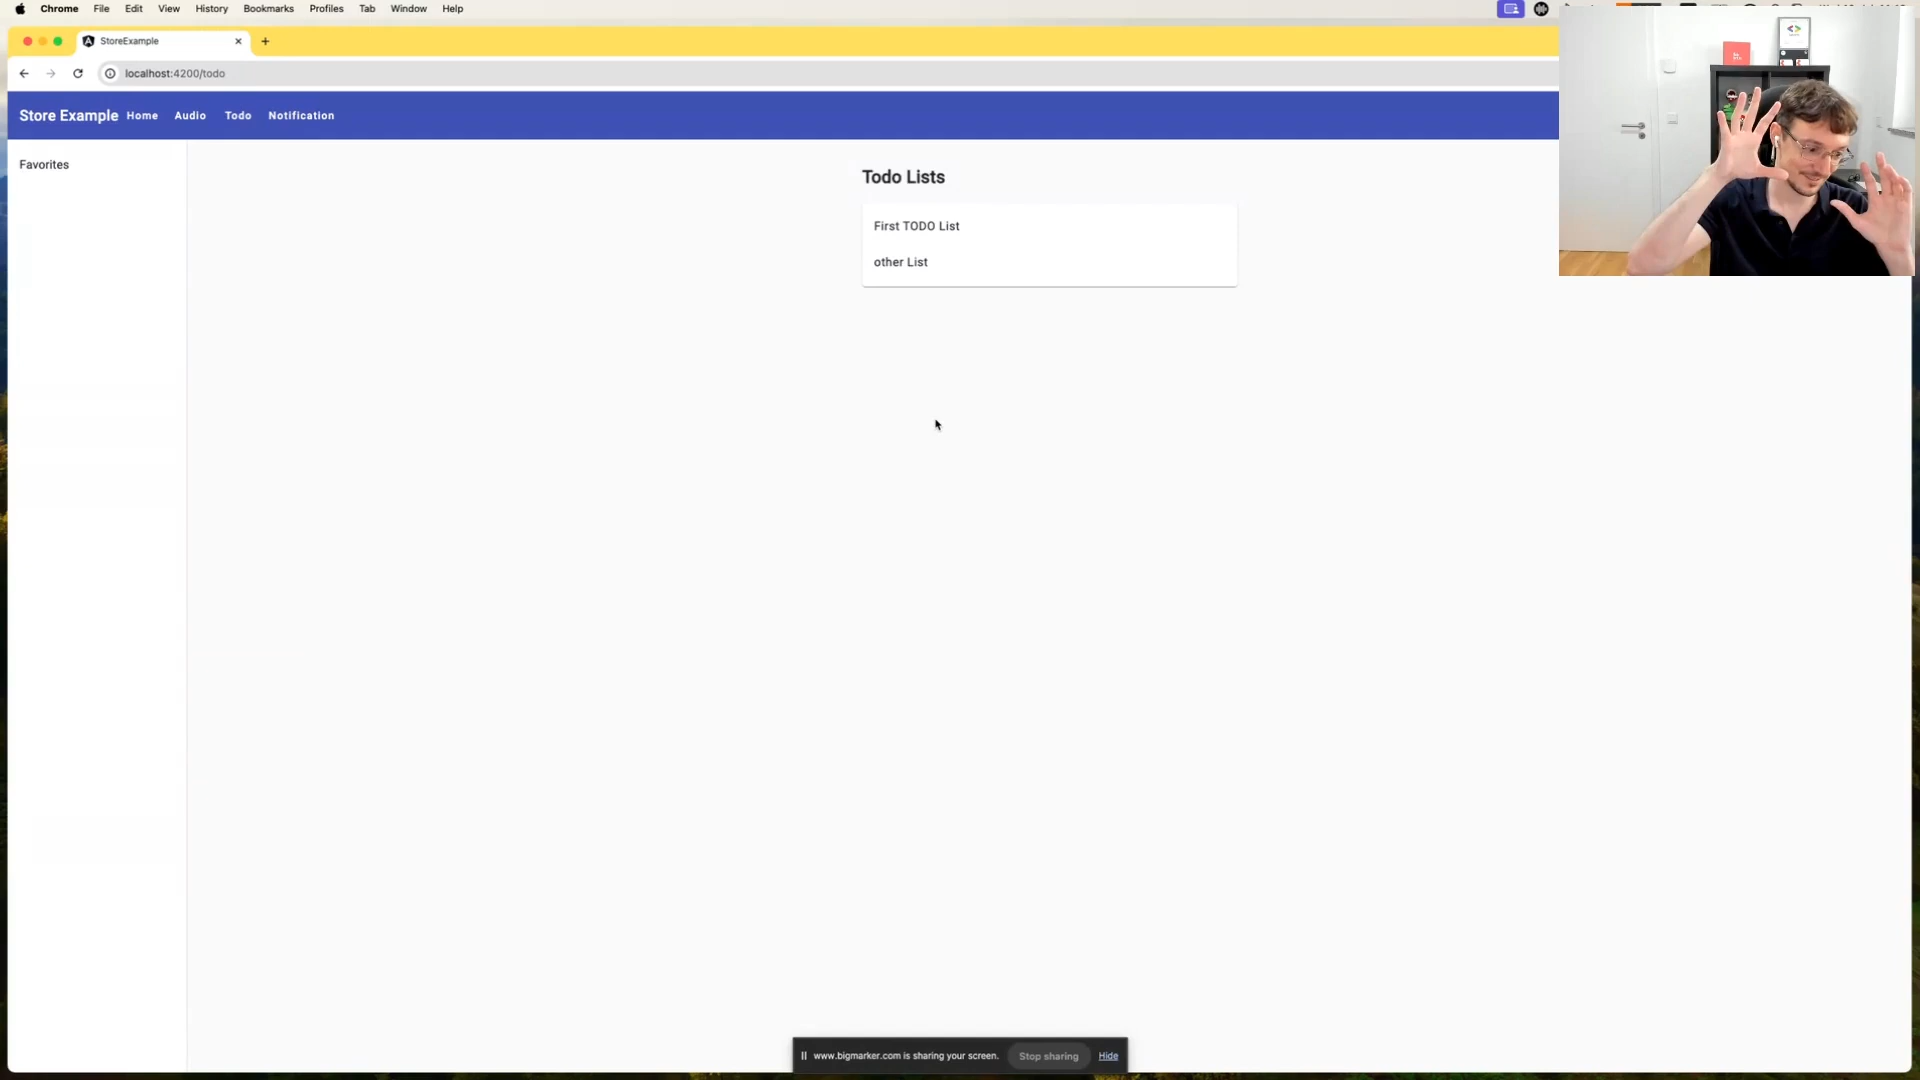 Chrome File Edit View History Bookmarks Profiles Tab Window Help
StoreExample
localhost:4200/todo
Store Example Home Audio Todo Notification
Favorites
Todo Lists
First TODO List
other List
www.bigmarker.com is sharing your screen. Stop sharing Hide